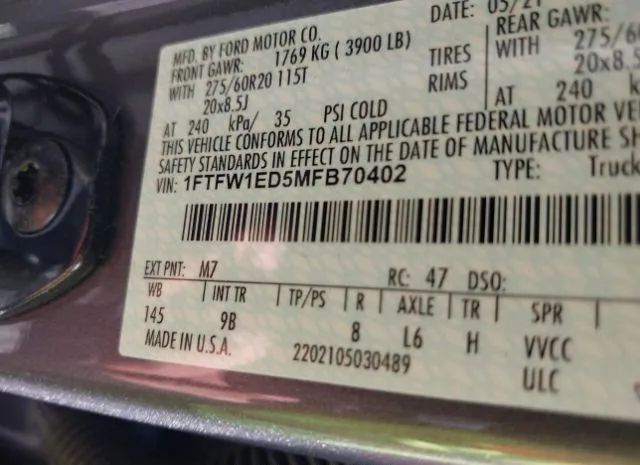 MFD. BY FORD MOTOR CO.
DATE: 05/21
FRONT GAWR: 1769 KG ( 3900 LB)
REAR GAWR:
WITH 275/60R20 115T TIRES
WITH 275/60
20x8.5J RIMS
20x8.5
AT 240 kPa/ 35 PSI COLD
AT 240
THIS VEHICLE CONFORMS TO ALL APPLICABLE FEDERAL MOTOR
SAFETY STANDARDS IN EFFECT ON THE DATE OF MANUFACTURE
VIN: 1FTFW1ED5MFB70402
TYPE: Truck
EXT PNT: M7 RC: 47 DSO:
WB INT TR TP/PS R AXLE TR SPR
145 9B 8 L6 H VVCC
MADE IN U.S.A. 2202105030489 ULC